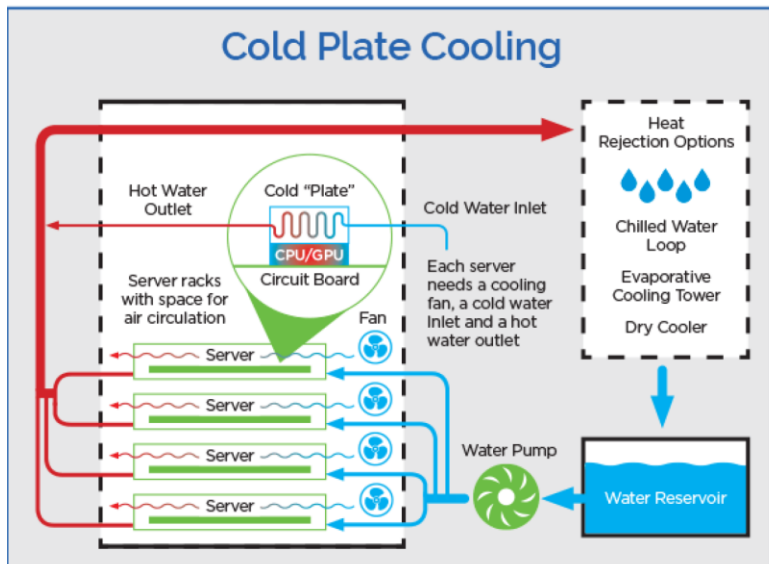 Cold Plate Cooling
Hot Water
Outlet
Cold “Plate”
CPU/GPU
Circuit Board
Cold Water Inlet
Each server
needs a cooling
fan, a cold water
Inlet and a hot
water outlet
Server racks
with space for
air circulation
Fan
Server
Server
Server
Server
Water Pump
Heat
Rejection Options
Chilled Water
Loop
Evaporative
Cooling Tower
Dry Cooler
Water Reservoir